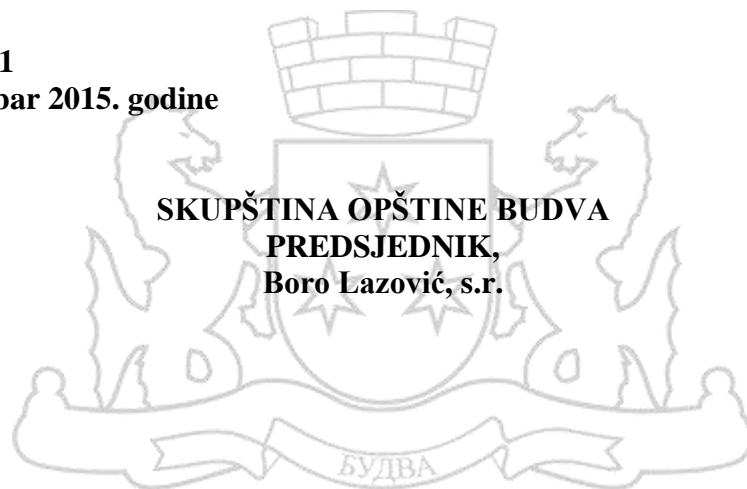 1
bar 2015. godine
SKUPŠTINA OPŠTINE BUDVA
PREDSJEDNIK,
Boro Lazović, s.r.
БУДВА